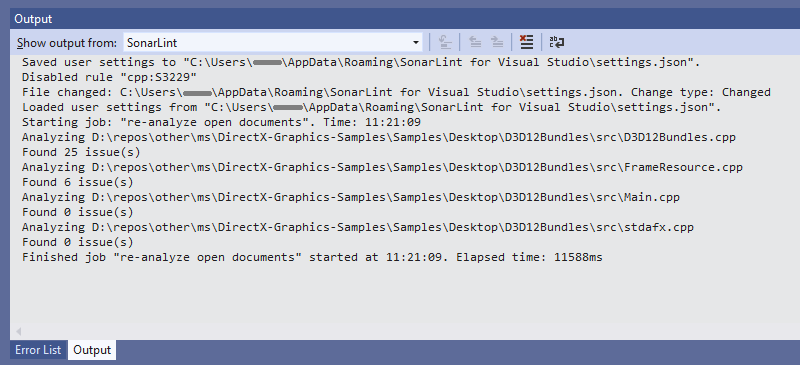 Output
Show output from: SonarLint
Saved user settings to "C:\Users\ \AppData\Roaming\SonarLint for Visual Studio\settings.json".
Disabled rule "cpp:S3229"
File changed: C:\Users\ \AppData\Roaming\SonarLint for Visual Studio\settings.json. Change type: Changed
Loaded user settings from "C:\Users\ \AppData\Roaming\SonarLint for Visual Studio\settings.json".
Starting job: "re-analyze open documents". Time: 11:21:09
Analyzing D:\repos\other\ms\DirectX-Graphics-Samples\Samples\Desktop\D3D12Bundles\src\D3D12Bundles.cpp
Found 25 issue(s)
Analyzing D:\repos\other\ms\DirectX-Graphics-Samples\Samples\Desktop\D3D12Bundles\src\FrameResource.cpp
Found 6 issue(s)
Analyzing D:\repos\other\ms\DirectX-Graphics-Samples\Samples\Desktop\D3D12Bundles\src\Main.cpp
Found 0 issue(s)
Analyzing D:\repos\other\ms\DirectX-Graphics-Samples\Samples\Desktop\D3D12Bundles\src\stdafx.cpp
Found 0 issue(s)
Finished job "re-analyze open documents" started at 11:21:09. Elapsed time: 11588ms
Error List Output